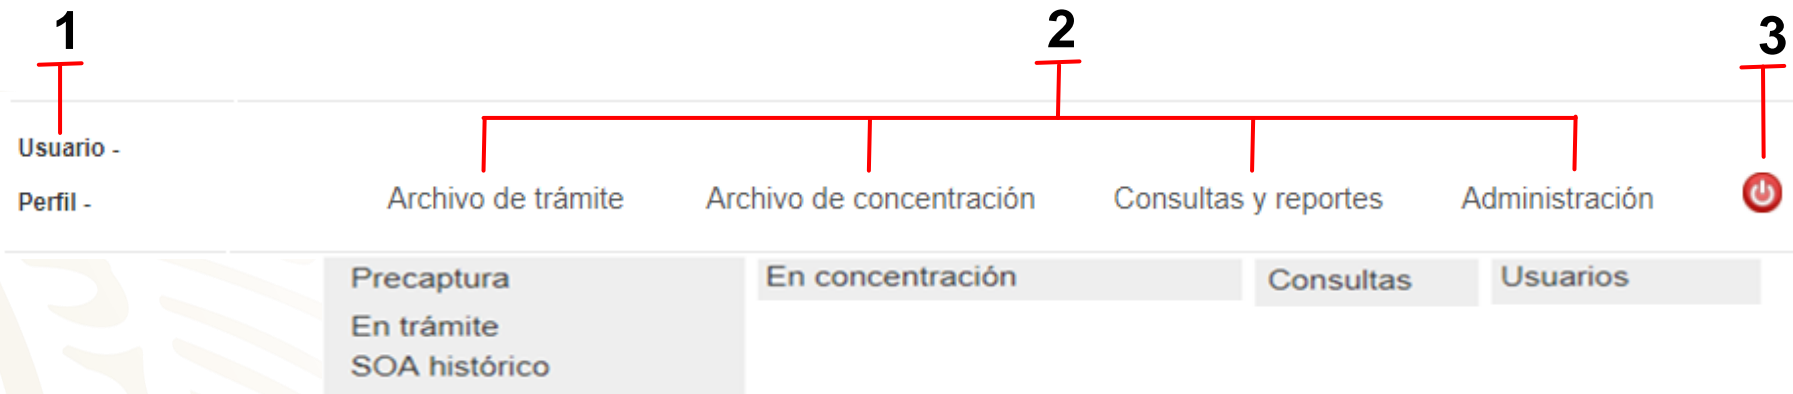 1
2
3
Usuario -
Perfil -
Archivo de trámite
Archivo de concentración
Consultas y reportes
Administración
Precaptura
En trámite
SOA histórico
En concentración
Consultas
Usuarios